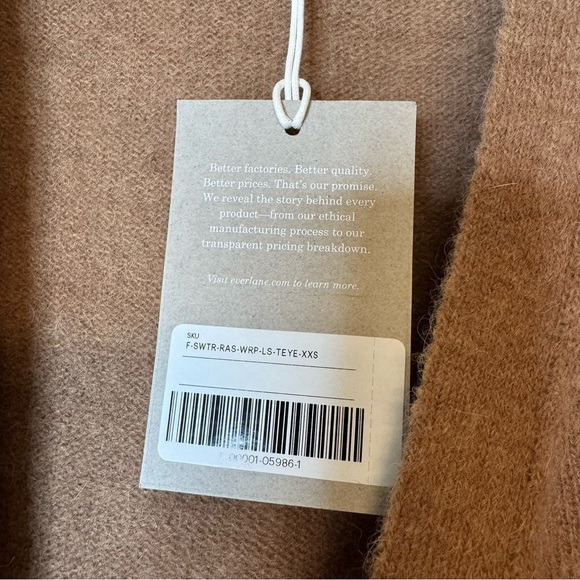 Better factories. Better quality.
Better prices. That's our promise.
We reveal the story behind every
product—from our ethical
manufacturing process to our
transparent pricing breakdown.
Visit everlane.com to learn more.
SKU
F-SWTR-RAS-WRP-LS-TEYE-XXS
00001-05986-1